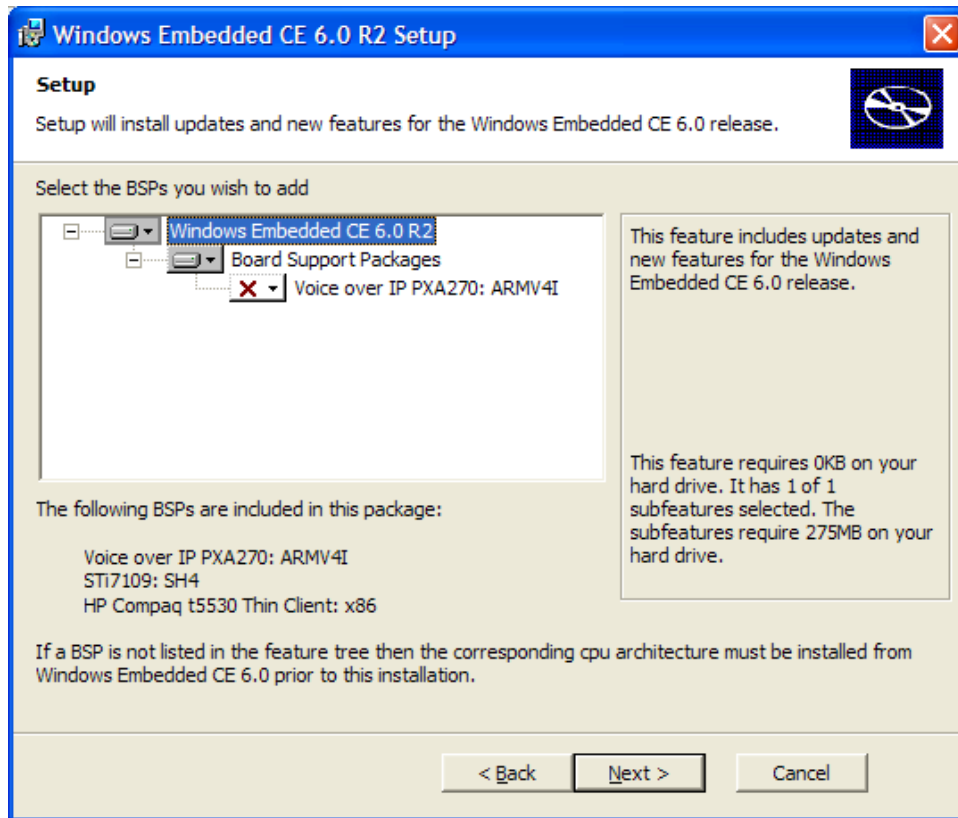 Windows Embedded CE 6.0 R2 Setup
Setup
Setup will install updates and new features for the Windows Embedded CE 6.0 release.
Select the BSPs you wish to add
Windows Embedded CE 6.0 R2
Board Support Packages
Voice over IP PXA270: ARMV4I
This feature includes updates and
new features for the Windows
Embedded CE 6.0 release.
This feature requires 0KB on your
hard drive. It has 1 of 1
subfeatures selected. The
subfeatures require 275MB on your
hard drive.
The following BSPs are included in this package:
Voice over IP PXA270: ARMV4I
STi7109: SH4
HP Compaq t5530 Thin Client: x86
If a BSP is not listed in the feature tree then the corresponding cpu architecture must be installed from
Windows Embedded CE 6.0 prior to this installation.
< Back
Next >
Cancel